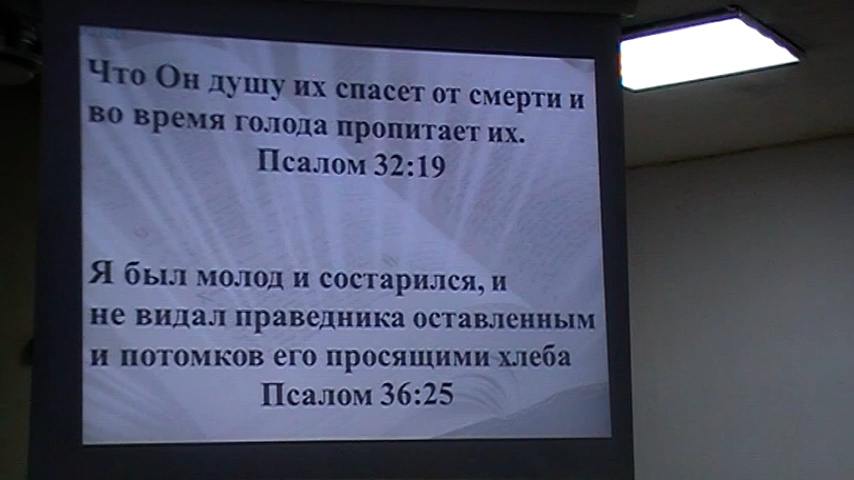 Что Он душу их спасет от смерти и
во время голода пропитает их.
Псалом 32:19
Я был молод и состарился, и
не видал праведника оставленным
и потомков его просящими хлеба
Псалом 36:25